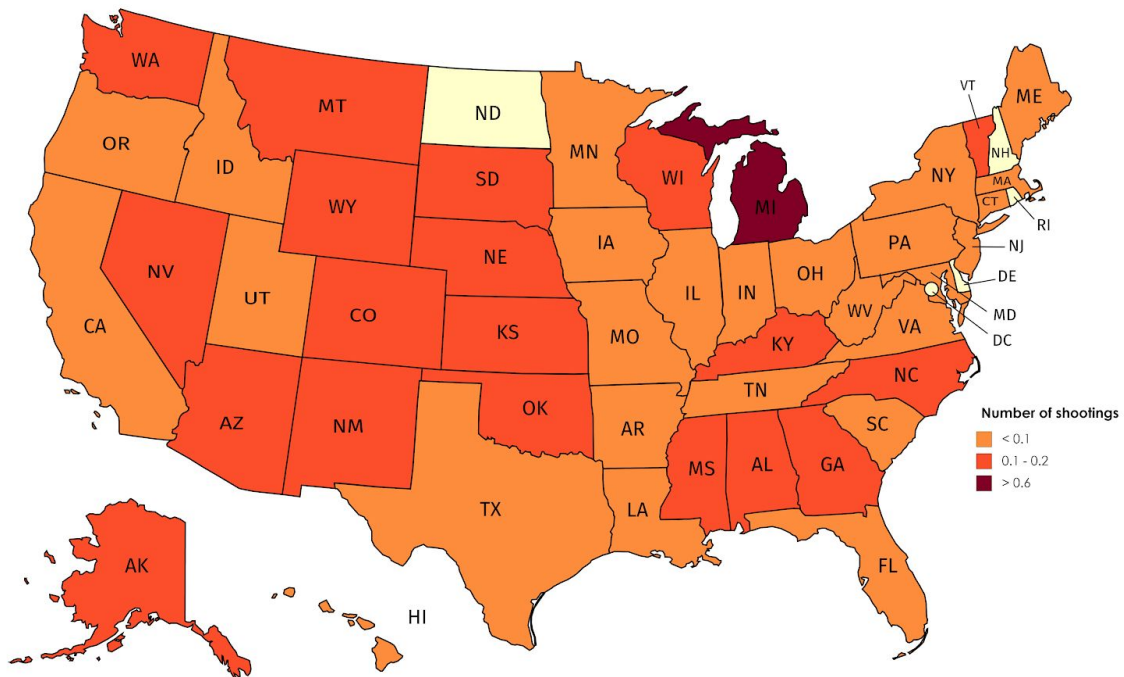 WA
MT
ND
VT
ME
OR
ID
MN
NH
SD
WI
NY
MA
WY
MI
CT
RI
IA
PA
NJ
NE
OH
NV
UT
IL
IN
DE
CO
WV
MD
CA
KS
MO
VA
DC
KY
NC
TN
OK
AZ
NM
AR
SC
Number of shootings
< 0.1
MS
AL
GA
0.1 - 0.2
> 0.6
TX
LA
AK
FL
HI